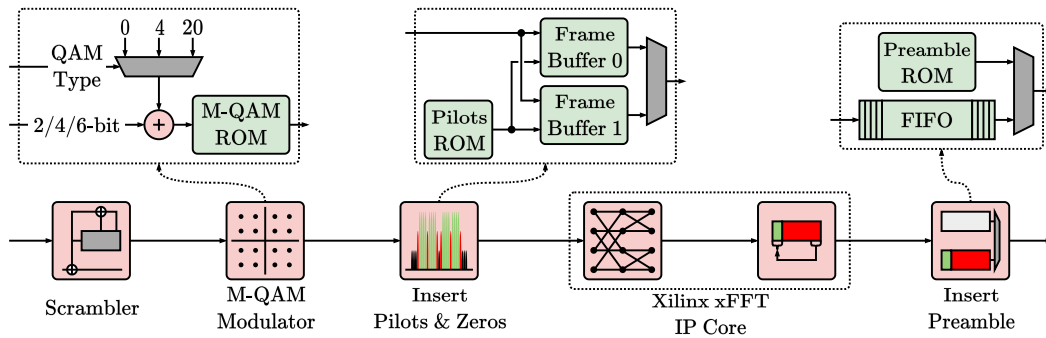 0 4 20
QAM
Type
2/4/6-bit
+
M-QAM
ROM
Frame
Buffer 0
Pilots
ROM
Frame
Buffer 1
Preamble
ROM
FIFO
Scrambler
M-QAM
Modulator
Insert
Pilots & Zeros
Xilinx xFFT
IP Core
Insert
Preamble